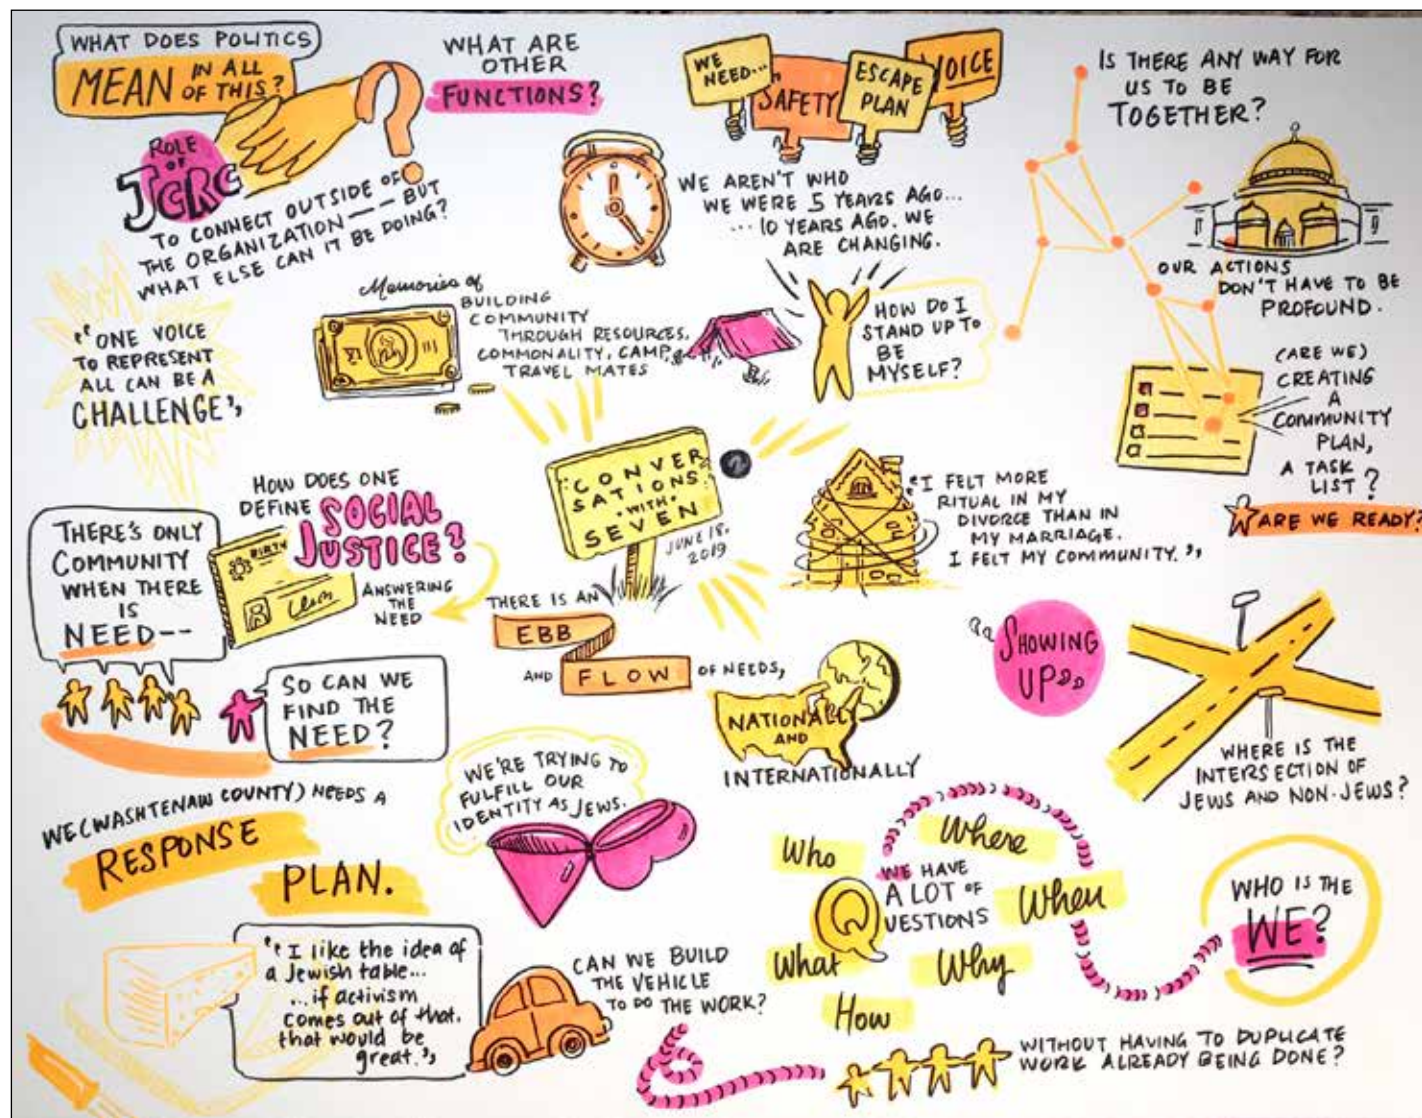 WHAT DOES POLITICS
MEAN IN ALL
OF THIS?
ROLE
OF
JCRC
TO CONNECT OUTSIDE OF
THE ORGANIZATION — BUT
WHAT ELSE CAN IT BE DOING?
WHAT ARE
OTHER
FUNCTIONS?
WE
NEED...
SAFETY
ESCAPE
PLAN
VOICE
WE AREN'T WHO
WE WERE 5 YEARS AGO...
...10 YEARS AGO. WE
ARE CHANGING.
IS THERE ANY WAY FOR
US TO BE
TOGETHER?
OUR ACTIONS
DON'T HAVE TO BE
PROFOUND.
"ONE VOICE
TO REPRESENT
ALL CAN BE A
CHALLENGE"
Memories of
BUILDING
COMMUNITY
THROUGH RESOURCES,
COMMONALITY, CAMP,
TRAVEL MATES
HOW DO I
STAND UP TO
BE
MYSELF?
(ARE WE)
CREATING
A
COMMUNITY
PLAN,
A TASK
LIST?
ARE WE READY?
HOW DOES ONE
DEFINE SOCIAL
JUSTICE?
BIRTH
ANSWERING
THE
NEED
THERE'S ONLY
COMMUNITY
WHEN THERE
IS
NEED--
SO CAN WE
FIND THE
NEED?
CONVER
SATIONS
WITH
SEVEN
JUNE 18,
2019
"I FELT MORE
RITUAL IN MY
DIVORCE THAN IN
MY MARRIAGE.
I FELT MY COMMUNITY."
THERE IS AN
EBB
AND FLOW OF NEEDS,
NATIONALLY
AND
INTERNATIONALLY
"SHOWING
UP"
WHERE IS THE
INTERSECTION OF
JEWS AND NON-JEWS?
WE (WASHTENAW COUNTY) NEEDS A
RESPONSE
PLAN.
WE'RE TRYING TO
FULFILL OUR
IDENTITY AS JEWS.
"I like the idea of
a Jewish table...
...if activism
comes out of that.
that would be
great."
CAN WE BUILD
THE VEHICLE
TO DO THE WORK?
WE HAVE
A LOT OF
QUESTIONS
Who
Where
When
Why
What
How
WHO IS THE
WE?
WITHOUT HAVING TO DUPLICATE
WORK ALREADY BEING DONE?